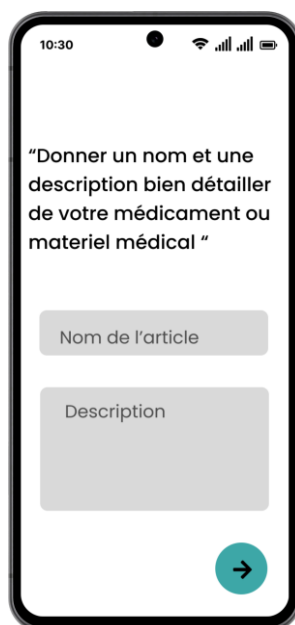 10:30
“Donner un nom et une
description bien détailler
de votre médicament ou
materiel médical “
Nom de l’article
Description